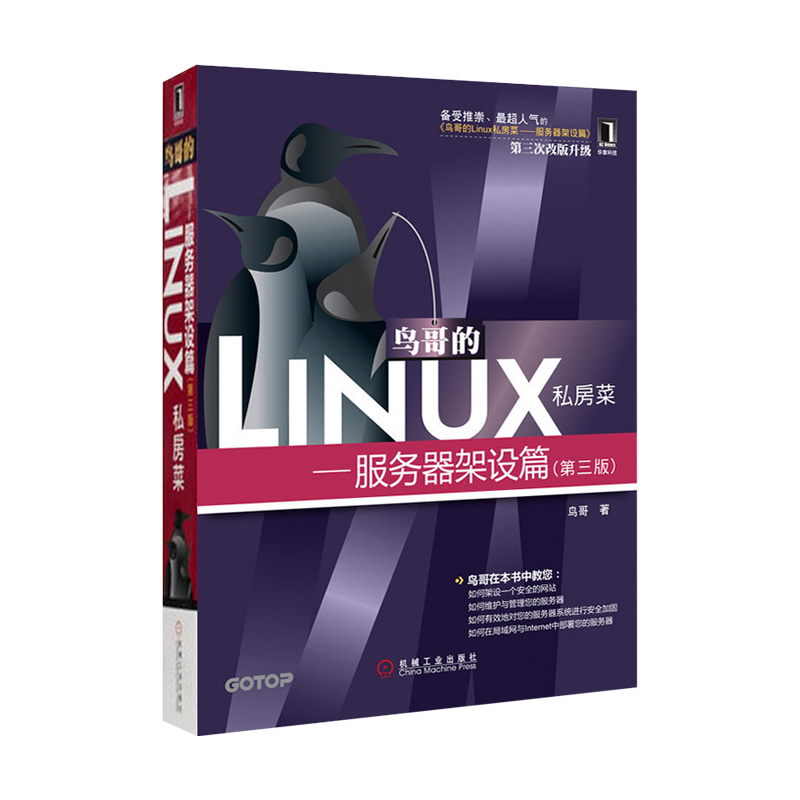 备受推崇、最超人气的
《鸟哥的Linux私房菜——服务器架设篇》
第三次改版升级
华章科技
鸟哥的
LINUX
私房菜
—服务器架设篇(第三版)
鸟哥 著
鸟哥在本书中教您：
如何架设一个安全的网站
如何维护与管理您的服务器
如何有效地对您的服务器系统进行安全加固
如何在局域网与Internet中部署您的服务器
机械工业出版社
China Machine Press
GOTOP
鸟哥的
LINUX
私房菜
服务器架设篇(第三版)
机械工业出版社